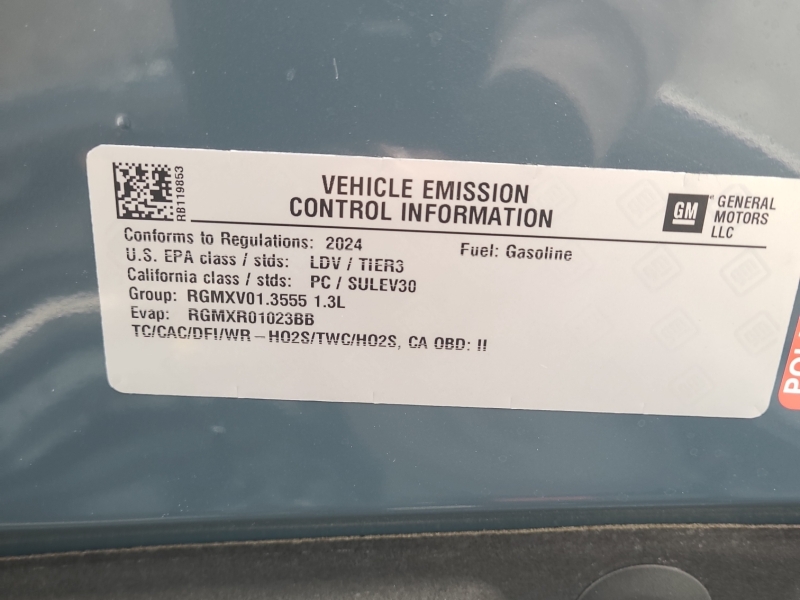 RB119853
VEHICLE EMISSION
CONTROL INFORMATION
GM
GENERAL
MOTORS
LLC
Conforms to Regulations: 2024
Fuel: Gasoline
U.S. EPA class / stds: LDV / TIER3
California class / stds: PC / SULEV30
Group: RGMXV01.3555 1.3L
Evap: RGMXR01023BB
TC/CAC/DFI/WR-HO2S/TWC/HO2S, CA OBD: II